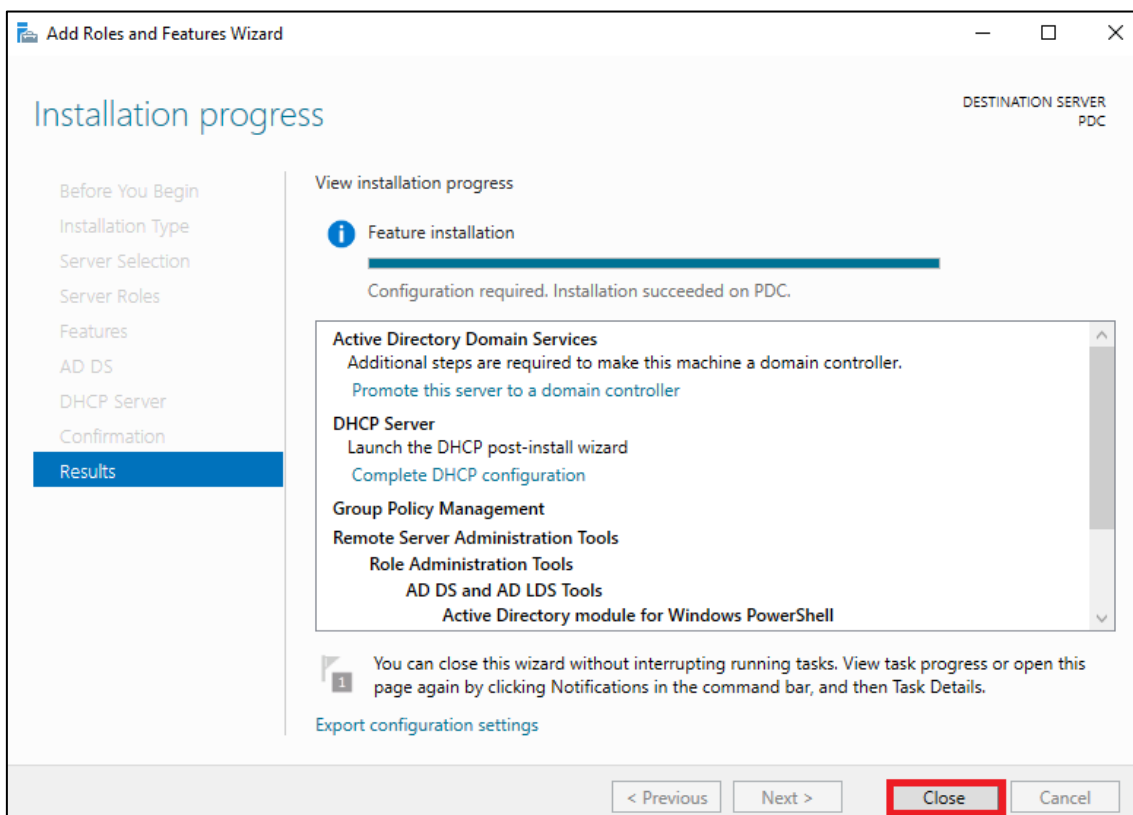 Add Roles and Features Wizard
Installation progress
DESTINATION SERVER
PDC
Before You Begin
Installation Type
Server Selection
Server Roles
Features
AD DS
DHCP Server
Confirmation
Results
View installation progress
Feature installation
Configuration required. Installation succeeded on PDC.
Active Directory Domain Services
Additional steps are required to make this machine a domain controller.
Promote this server to a domain controller
DHCP Server
Launch the DHCP post-install wizard
Complete DHCP configuration
Group Policy Management
Remote Server Administration Tools
Role Administration Tools
AD DS and AD LDS Tools
Active Directory module for Windows PowerShell
1
You can close this wizard without interrupting running tasks. View task progress or open this
page again by clicking Notifications in the command bar, and then Task Details.
Export configuration settings
< Previous
Next >
Close
Cancel